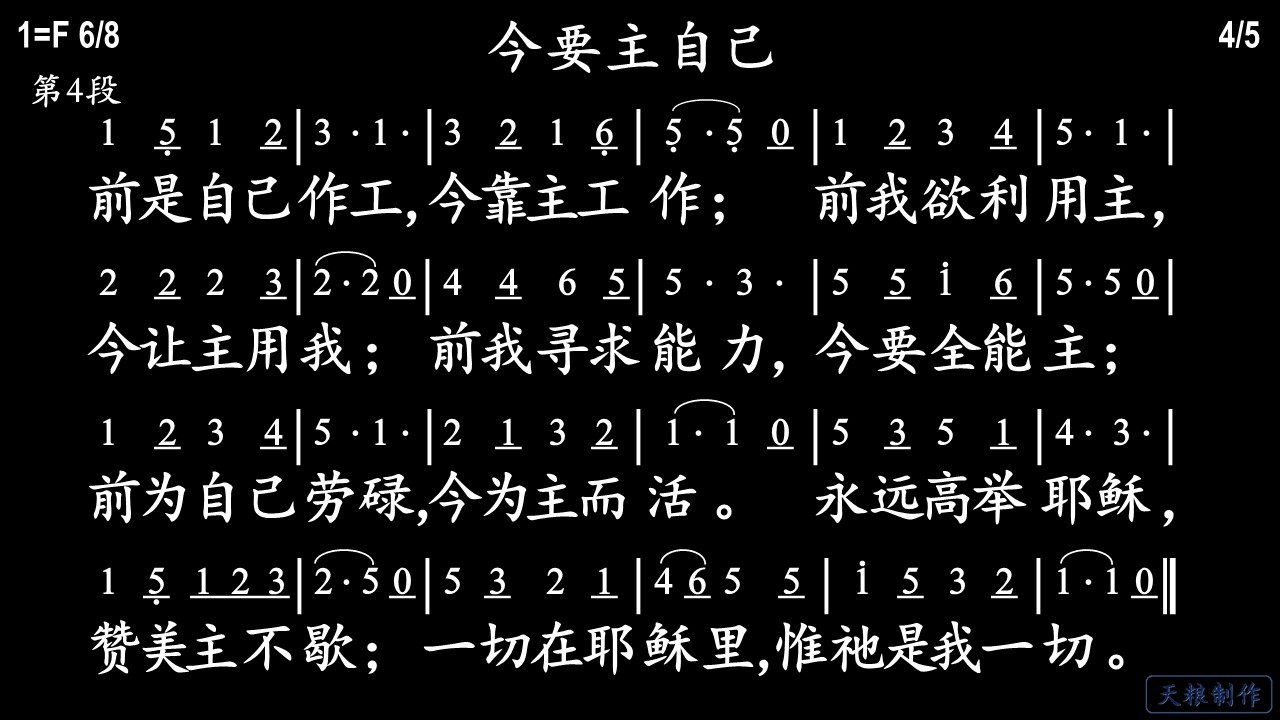 1=F 6/8
今要主自己
4/5
第4段
1 5 1 2|3·1·|3 2 1 6|5·5 0|1 2 3 4|5·1·|
前是自己作工,今靠主工作；前我欲利用主，
2 2 2 3|2·2 0|4 4 6 5|5·3·|5 5 i 6|5·5 0|
今让主用我；前我寻求能力，今要全能主；
1 2 3 4|5·1·|2 1 3 2|1·1 0|5 3 5 1|4·3·|
前为自己劳碌,今为主而活。永远高举耶稣，
1 5 1 2 3|2·5 0|5 3 2 1|4 6 5 5|i 5 3 2|1·1 0‖
赞美主不歇；一切在耶稣里,惟祂是我一切。
天粮制作